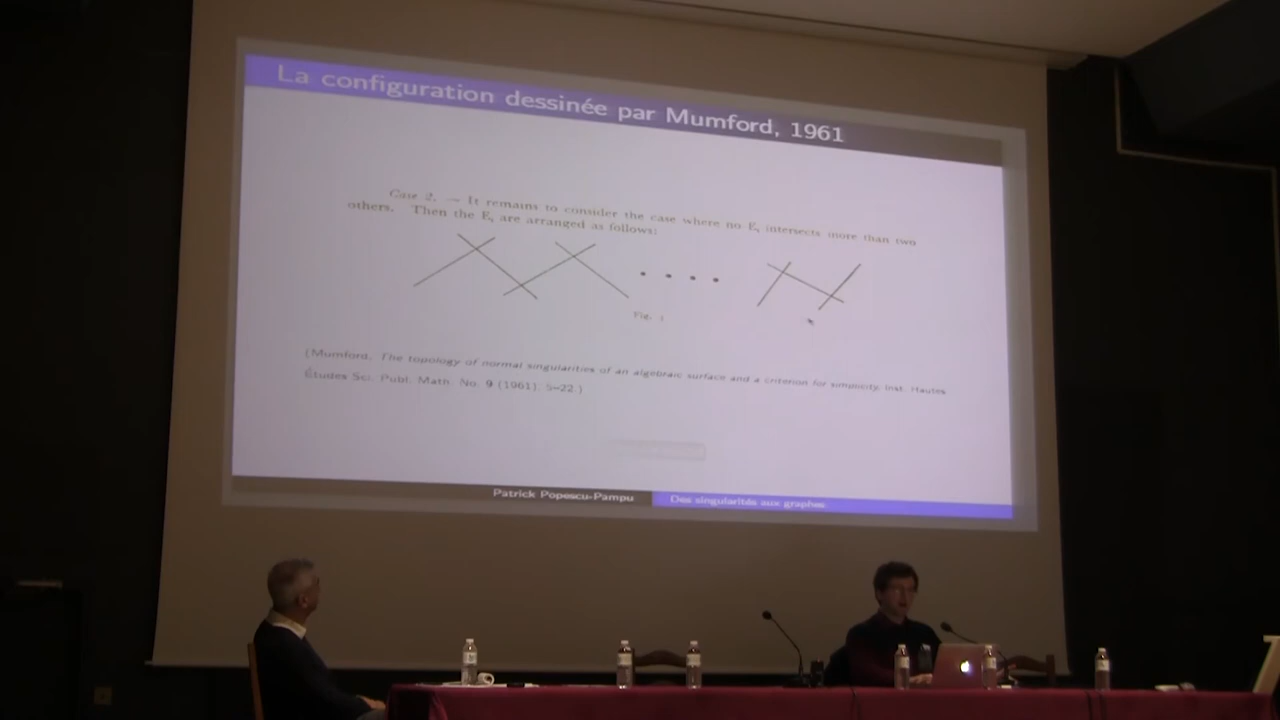 La configuration dessinée par Mumford, 1961
Case 2. — It remains to consider the case where no Eᵢ intersects more than two
others. Then the Eᵢ are arranged as follows:
Fig. 1
(Mumford, The topology of normal singularities of an algebraic surface and a criterion for simplicity. Inst. Hautes
Études Sci. Publ. Math. No. 9 (1961), 5–22.)
Patrick Popescu-Pampu
Des singularités aux graphes